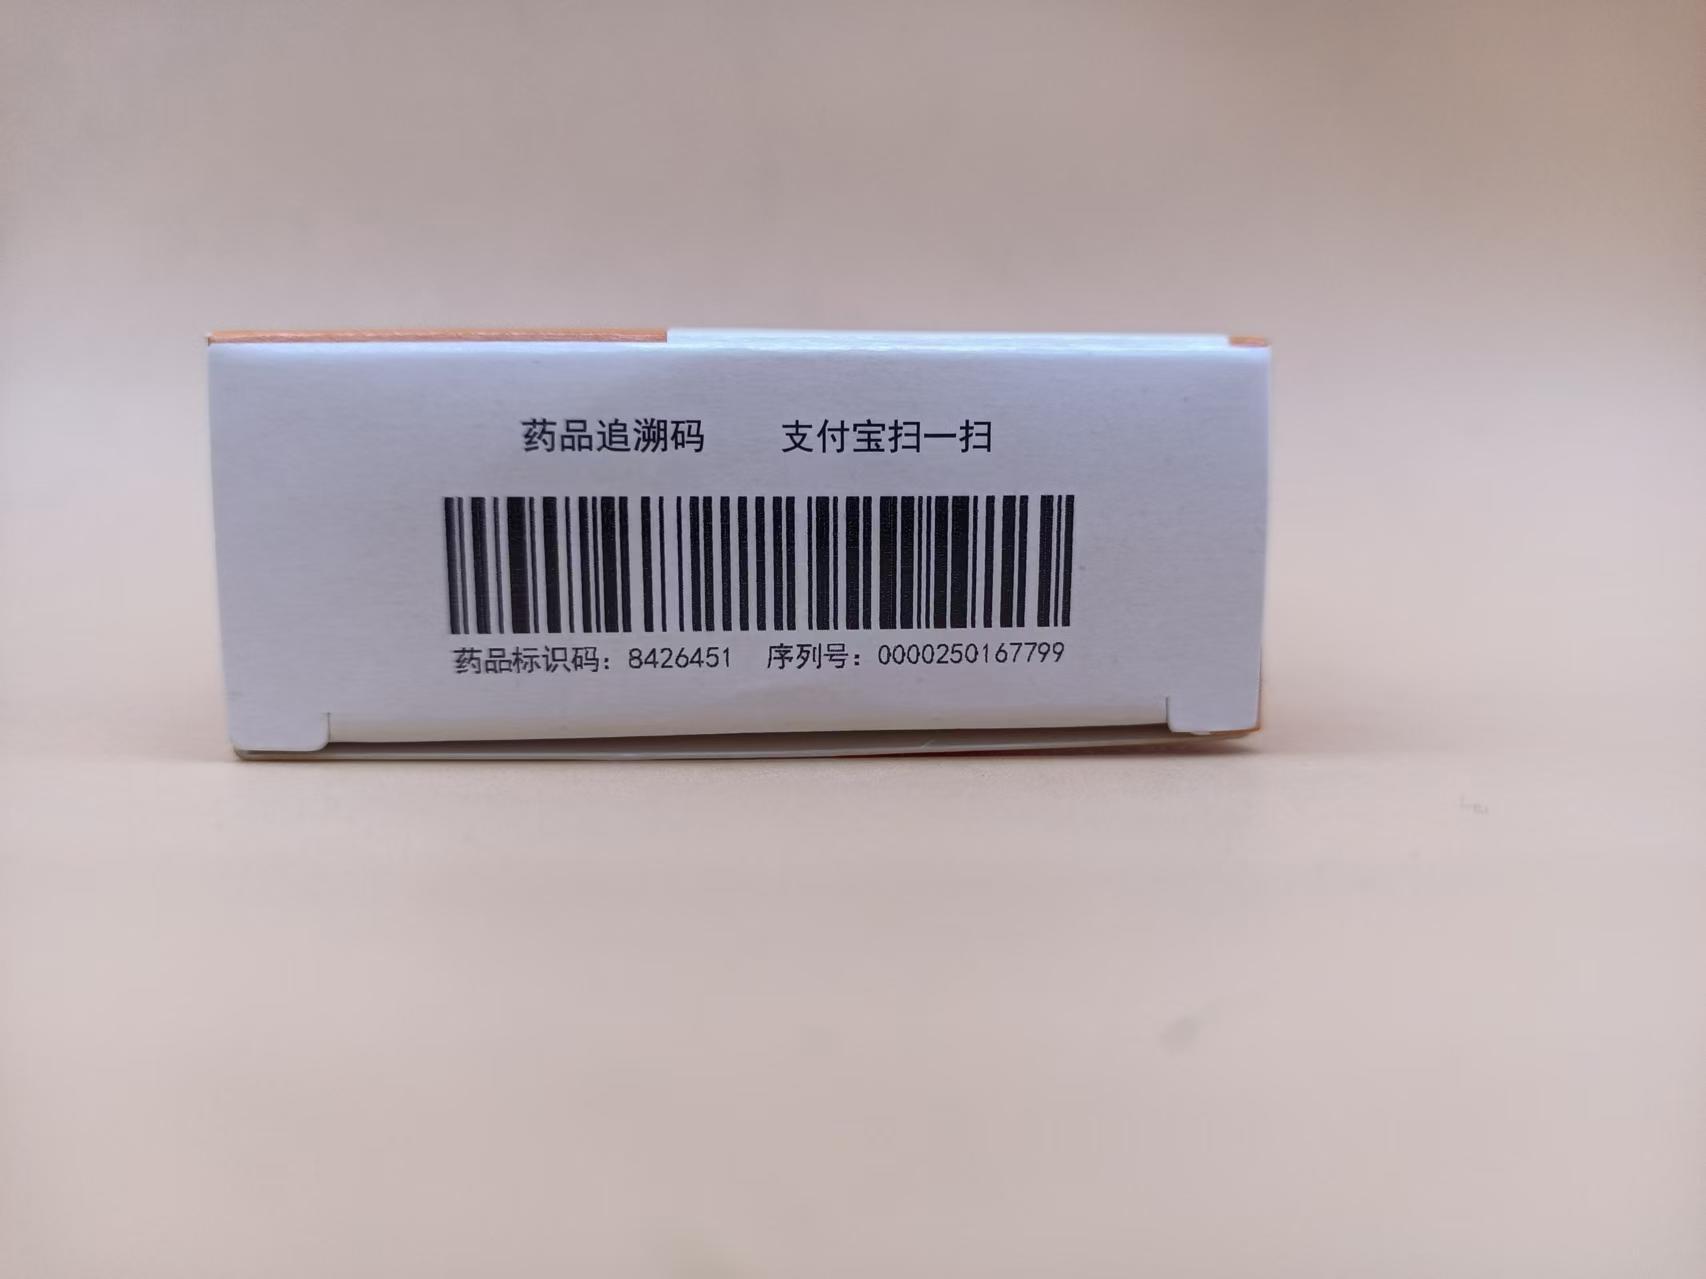 药品追溯码 支付宝扫一扫
药品标识码：8426451 序列号：0000250167799